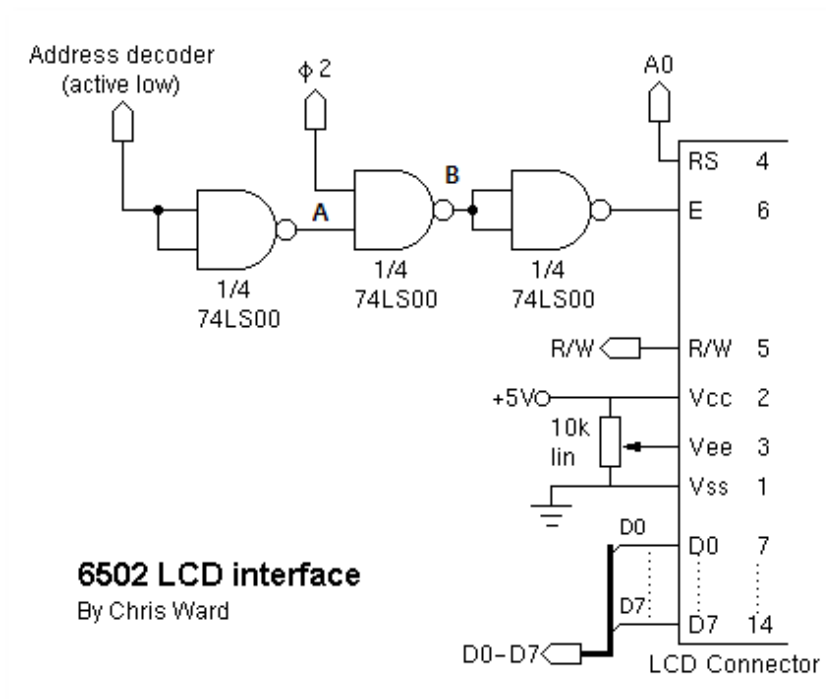 Address decoder
(active low)
ϕ2
A0
RS 4
B
A
E 6
1/4
74LS00
1/4
74LS00
1/4
74LS00
R/W
R/W 5
+5V
Vcc 2
10k
lin
Vee 3
Vss 1
D0
D0 7
6502 LCD interface
By Chris Ward
D7
D7 14
D0-D7
LCD Connector